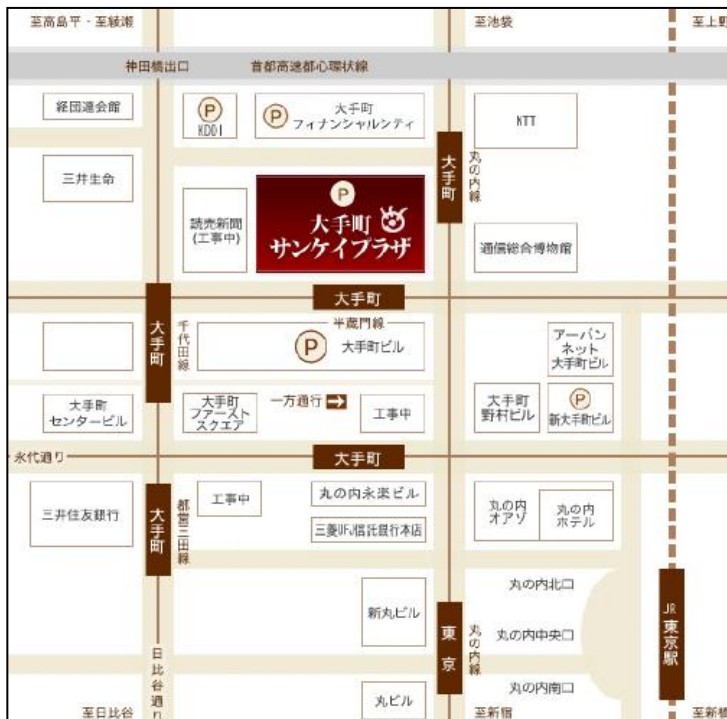 至高島平・至綾瀬
至池袋
至上野
神田橋出口
首都高速都心環状線
経団連会館
P
KDDI
P
大手町
フィナンシャルシティ
NTT
大手町
丸の内線
三井生命
読売新聞
(工事中)
P
大手町
サンケイプラザ
通信総合博物館
大手町
大手町
千代田線
半蔵門線
P
大手町ビル
アーバン
ネット
大手町ビル
大手町
センタービル
大手町
ファースト
スクエア
一方通行
工事中
大手町
野村ビル
P
新大手町ビル
永代通り
大手町
三井住友銀行
大手町
都営三田線
工事中
丸の内永楽ビル
三菱UFJ信託銀行本店
丸の内
オアゾ
丸の内
ホテル
新丸ビル
東京
丸の内線
丸の内北口
丸の内中央口
丸の内南口
JR東京駅
日比谷通り
至日比谷
丸ビル
至新宿
至新橋